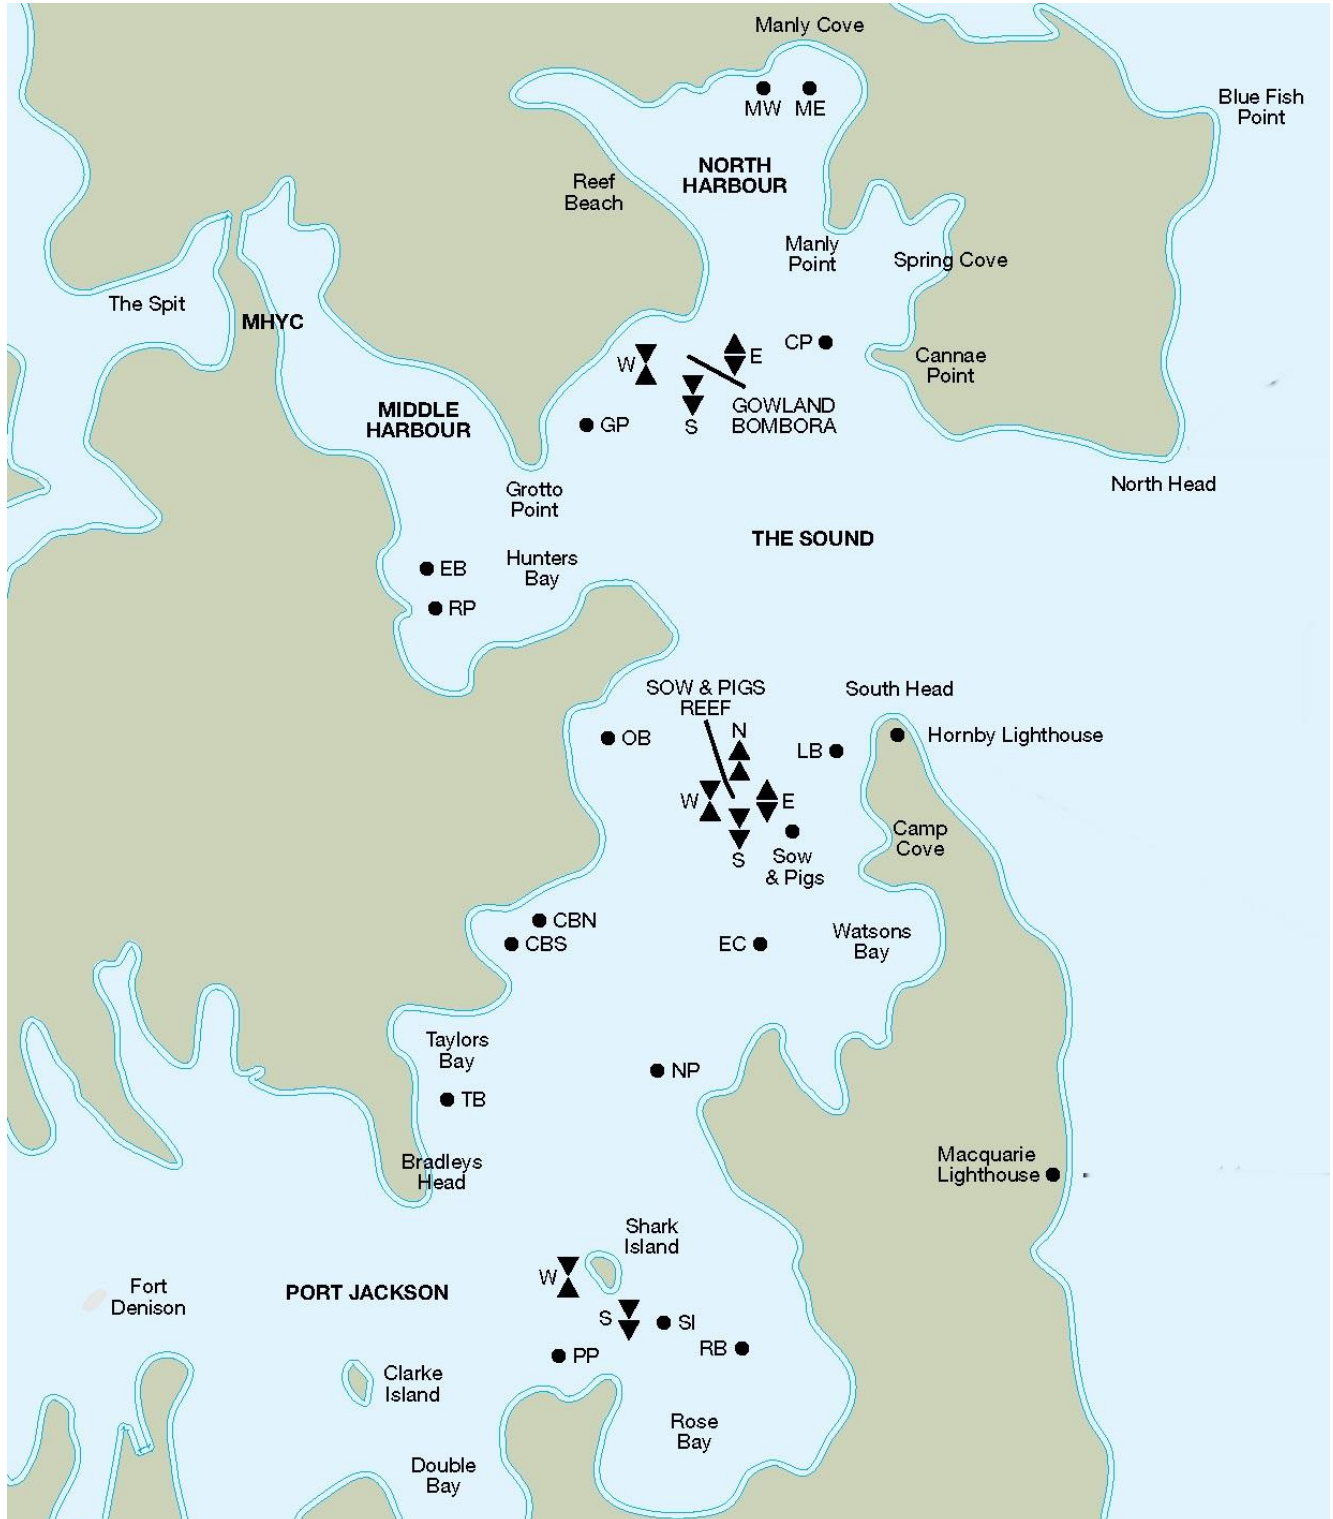 Manly Cove
Blue Fish
Point
MW
ME
NORTH
HARBOUR
Reef
Beach
Manly
Point
Spring Cove
The Spit
MHYC
W
E
CP
Cannae
Point
MIDDLE
HARBOUR
GOWLAND
BOMBORA
S
GP
North Head
Grotto
Point
THE SOUND
Hunters
Bay
EB
RP
SOW & PIGS
REEF
South Head
N
OB
LB
Hornby Lighthouse
W
E
S
Sow
& Pigs
Camp
Cove
CBN
CBS
EC
Watsons
Bay
Taylors
Bay
NP
TB
Bradleys
Head
Macquarie
Lighthouse
Shark
Island
W
Fort
Denison
PORT JACKSON
S
SI
RB
PP
Clarke
Island
Rose
Bay
Double
Bay